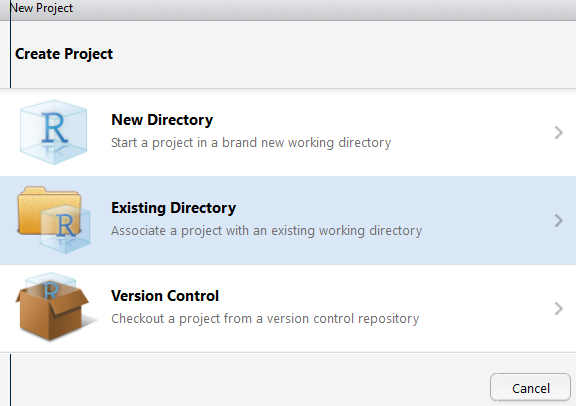 New Project
Create Project
R
New Directory
Start a project in a brand new working directory
R
Existing Directory
Associate a project with an existing working directory
R
Version Control
Checkout a project from a version control repository
Cancel